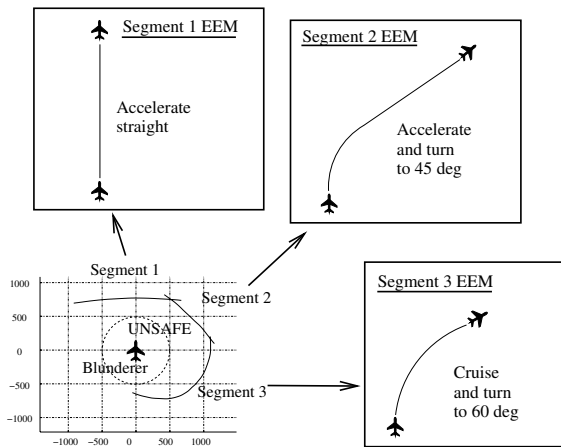 Segment 1 EEM
Accelerate
straight
Segment 2 EEM
Accelerate
and turn
to 45 deg
Segment 1
Segment 2
UNSAFE
Blunderer
Segment 3
1000
500
0
−500
−1000
−1000 −500 0 500 1000
Segment 3 EEM
Cruise
and turn
to 60 deg